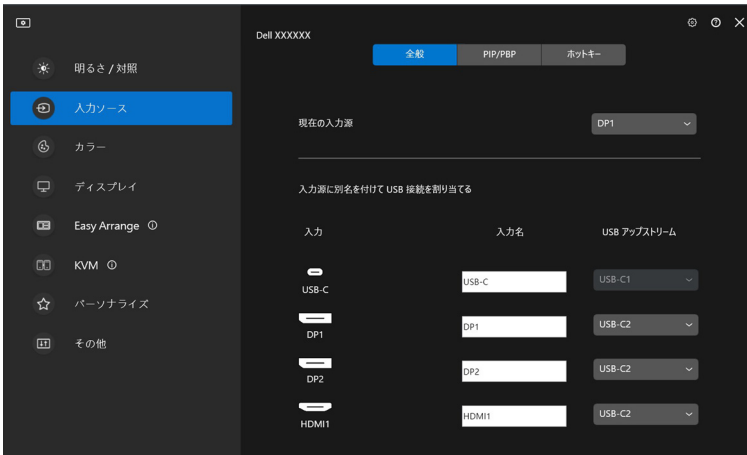 Dell XXXXXX
全般 PIP/PBP ホットキー
明るさ / 対照
入力ソース
カラー
ディスプレイ
Easy Arrange
KVM
パーソナライズ
その他
現在の入力源 DP1
入力源に別名を付けて USB 接続を割り当てる
入力 入力名 USB アップストリーム
USB-C USB-C USB-C1
DP1 DP1 USB-C2
DP2 DP2 USB-C2
HDMI1 HDMI1 USB-C2